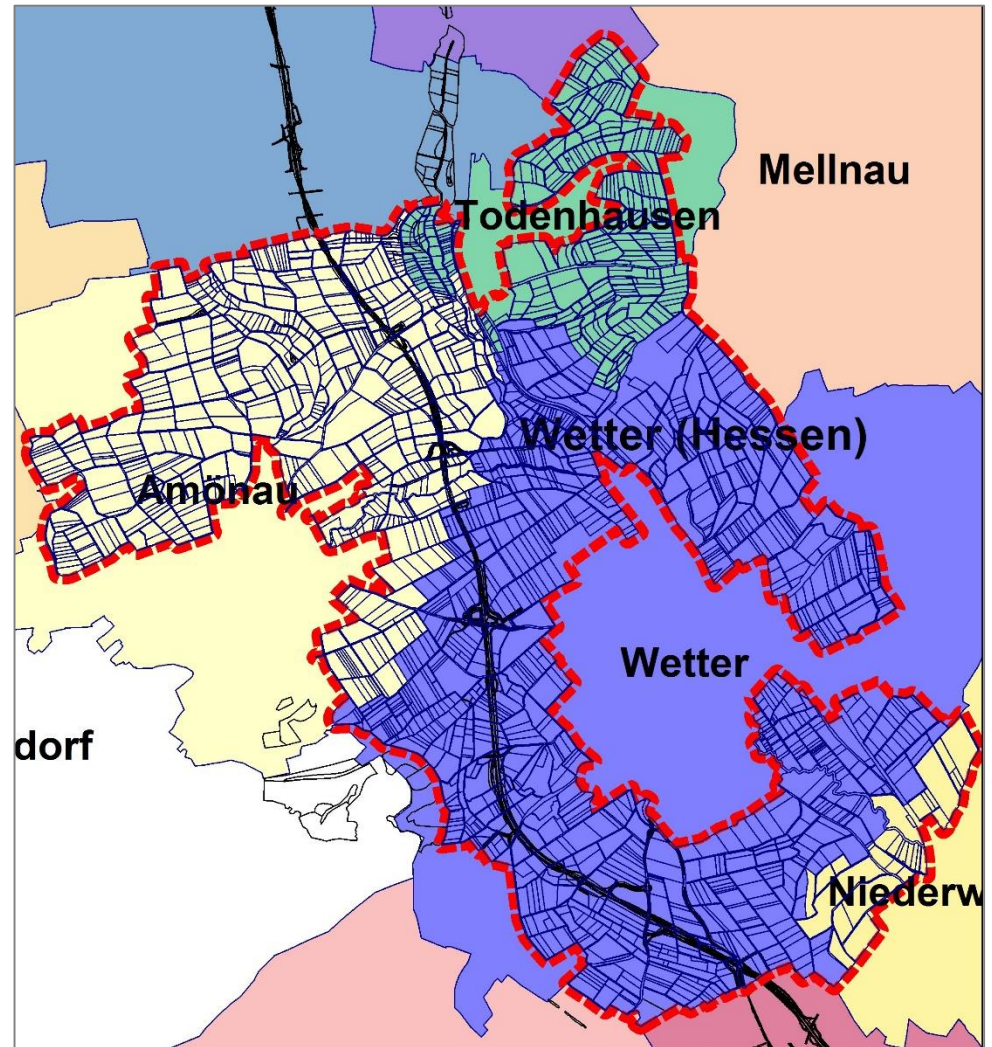 Mellnau
Todenhausen
Wetter (Hessen)
Amönau
Wetter
dorf
Niederw